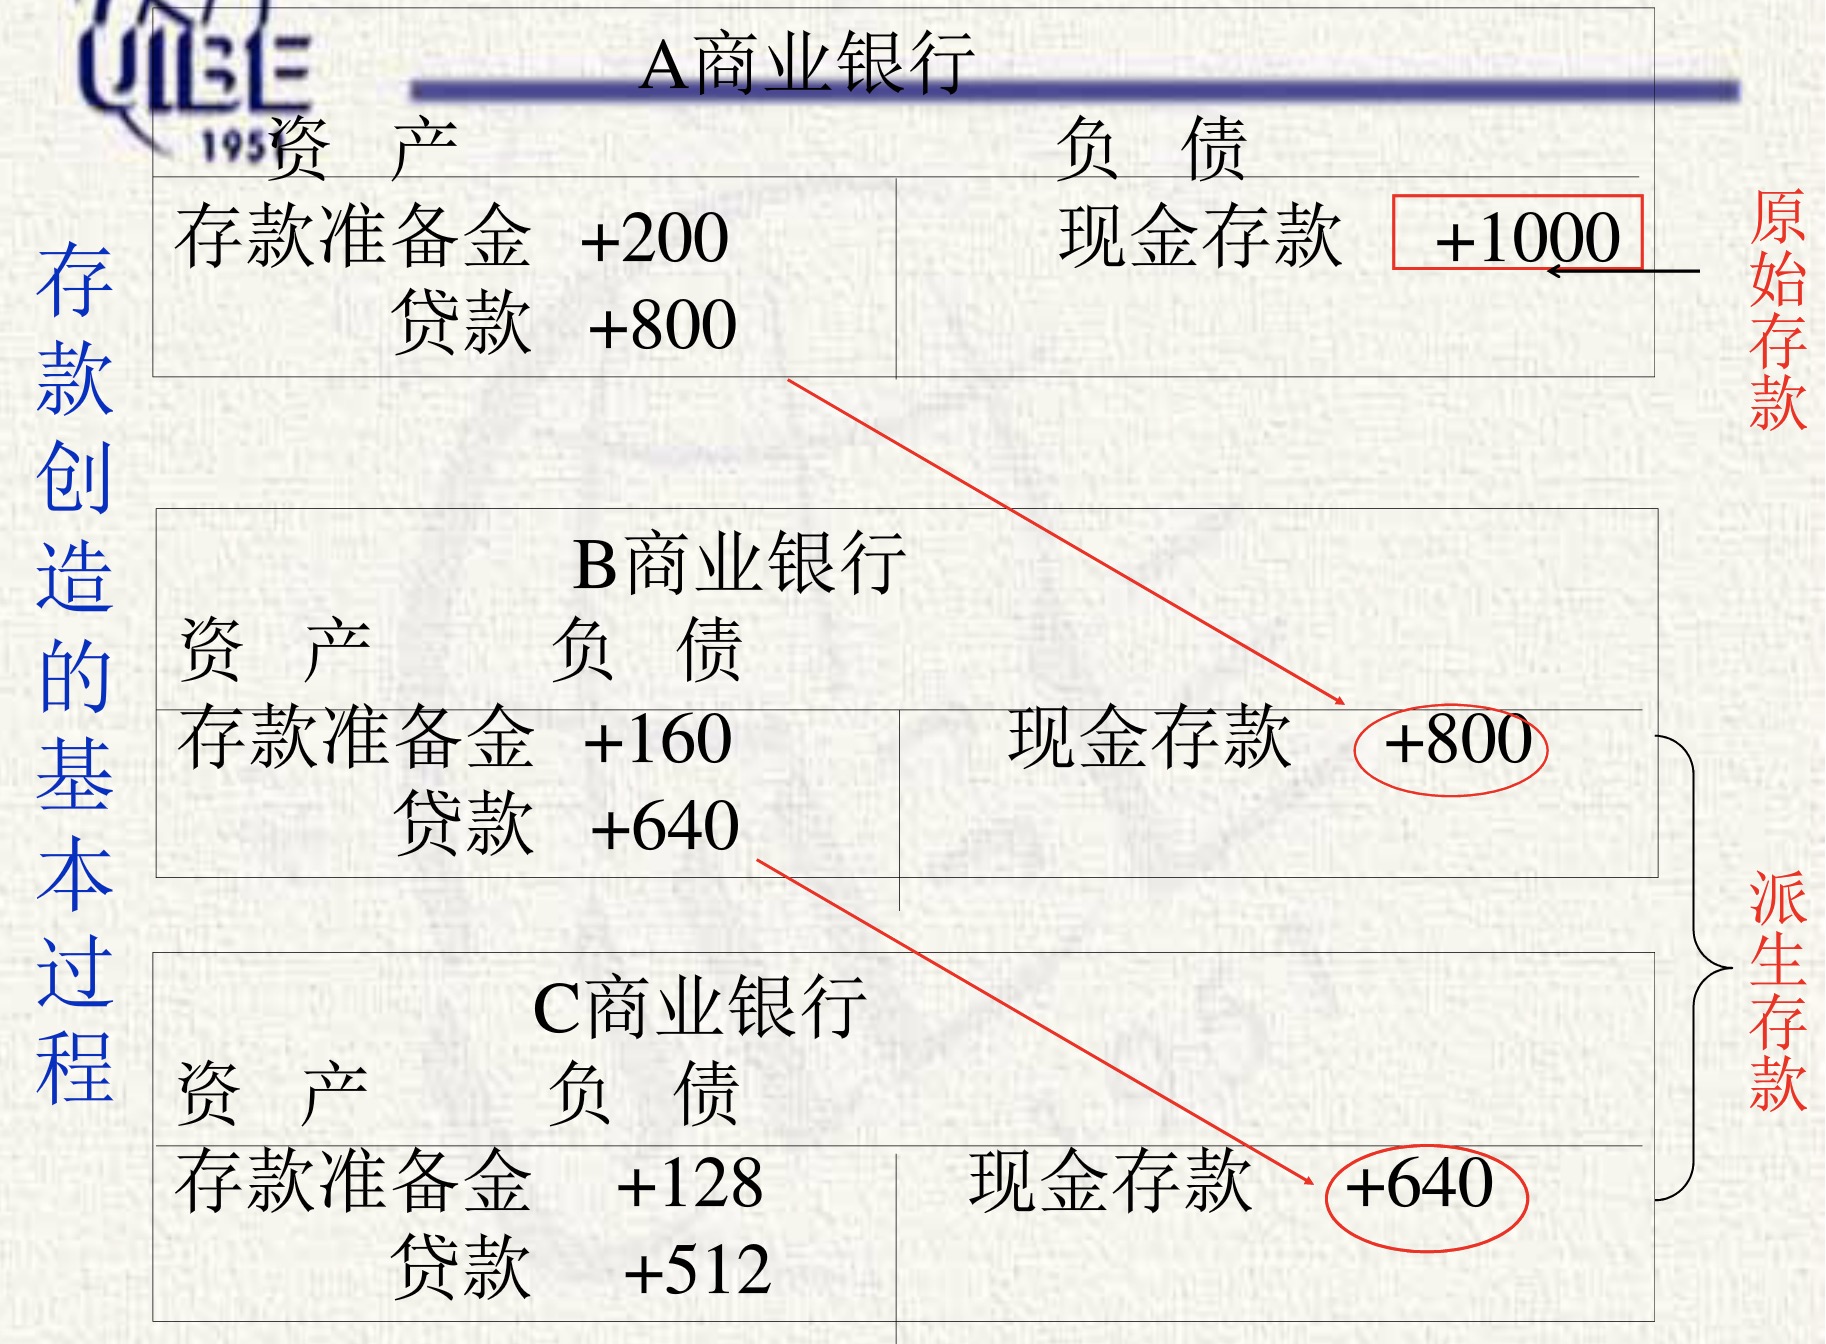 UIBE
1951
A商业银行
资 产 负 债
存款准备金 +200 现金存款 +1000
贷款 +800
原始存款
存款创造的基本过程
B商业银行
资 产 负 债
存款准备金 +160 现金存款 +800
贷款 +640
派生存款
C商业银行
资 产 负 债
存款准备金 +128 现金存款 +640
贷款 +512